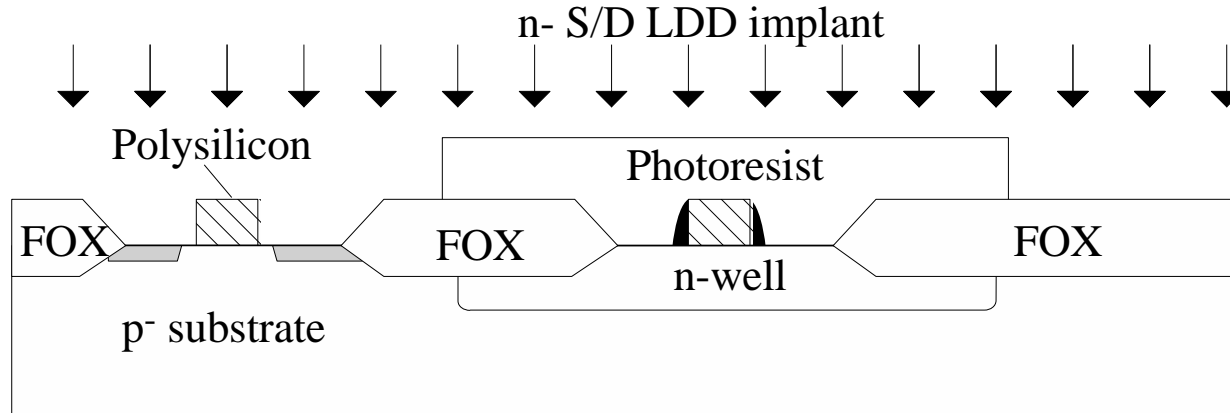 n- S/D LDD implant
Polysilicon
Photoresist
FOX
FOX
FOX
n-well
p- substrate